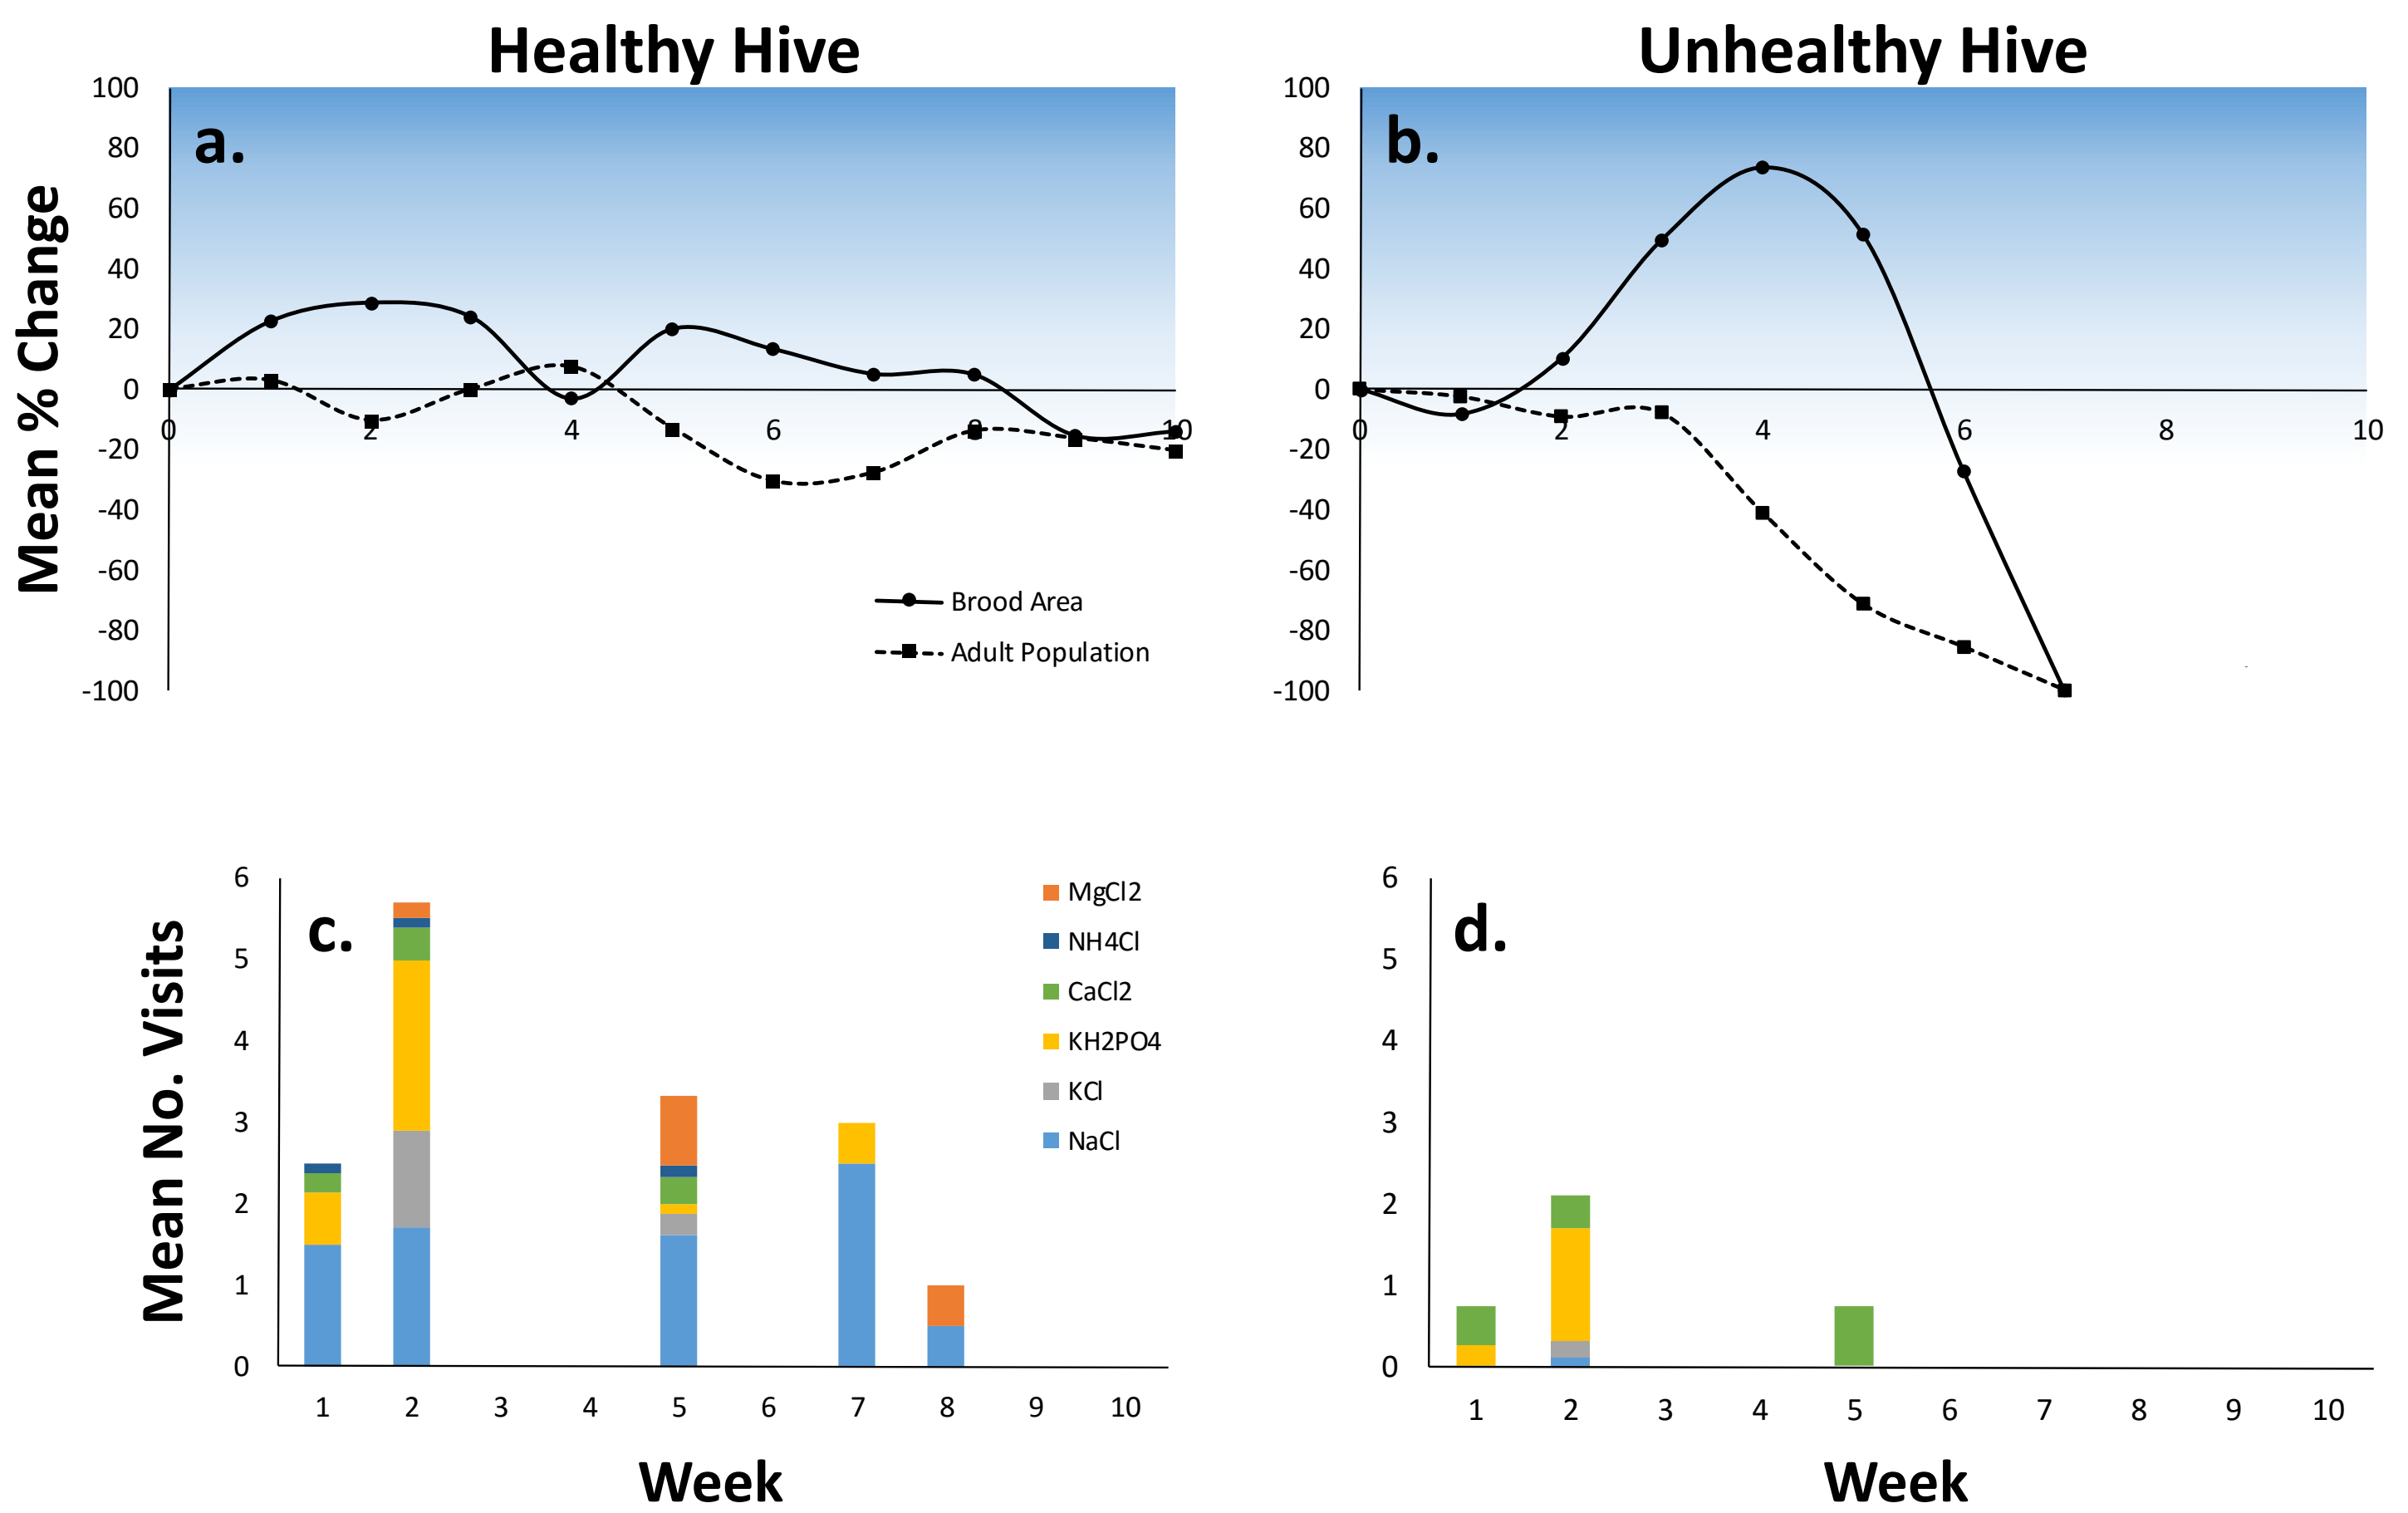 Healthy Hive
Unhealthy Hive
a.
b.
Mean % Change
100
80
60
40
20
0
-20
-40
-60
-80
-100
0 2 4 6 8 10
Brood Area
Adult Population
100
80
60
40
20
0
-20
-40
-60
-80
-100
0 2 4 6 8 10
c.
Mean No. Visits
6
5
4
3
2
1
0
1 2 3 4 5 6 7 8 9 10
Week
MgCl2
NH4Cl
CaCl2
KH2PO4
KCl
NaCl
d.
6
5
4
3
2
1
0
1 2 3 4 5 6 7 8 9 10
Week